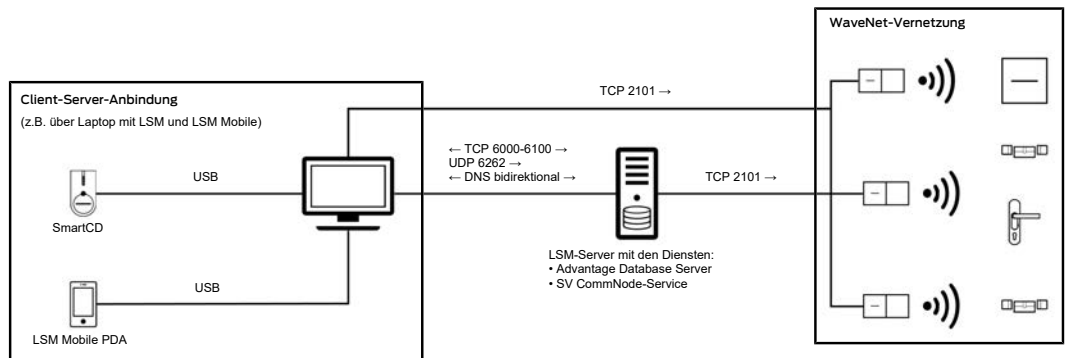 WaveNet-Vernetzung
Client-Server-Anbindung
(z.B. über Laptop mit LSM und LSM Mobile)
TCP 2101 →
← TCP 6000-6100 →
UDP 6262 →
← DNS bidirektional →
USB
TCP 2101 →
SmartCD
LSM-Server mit den Diensten:
• Advantage Database Server
• SV CommNode-Service
USB
LSM Mobile PDA